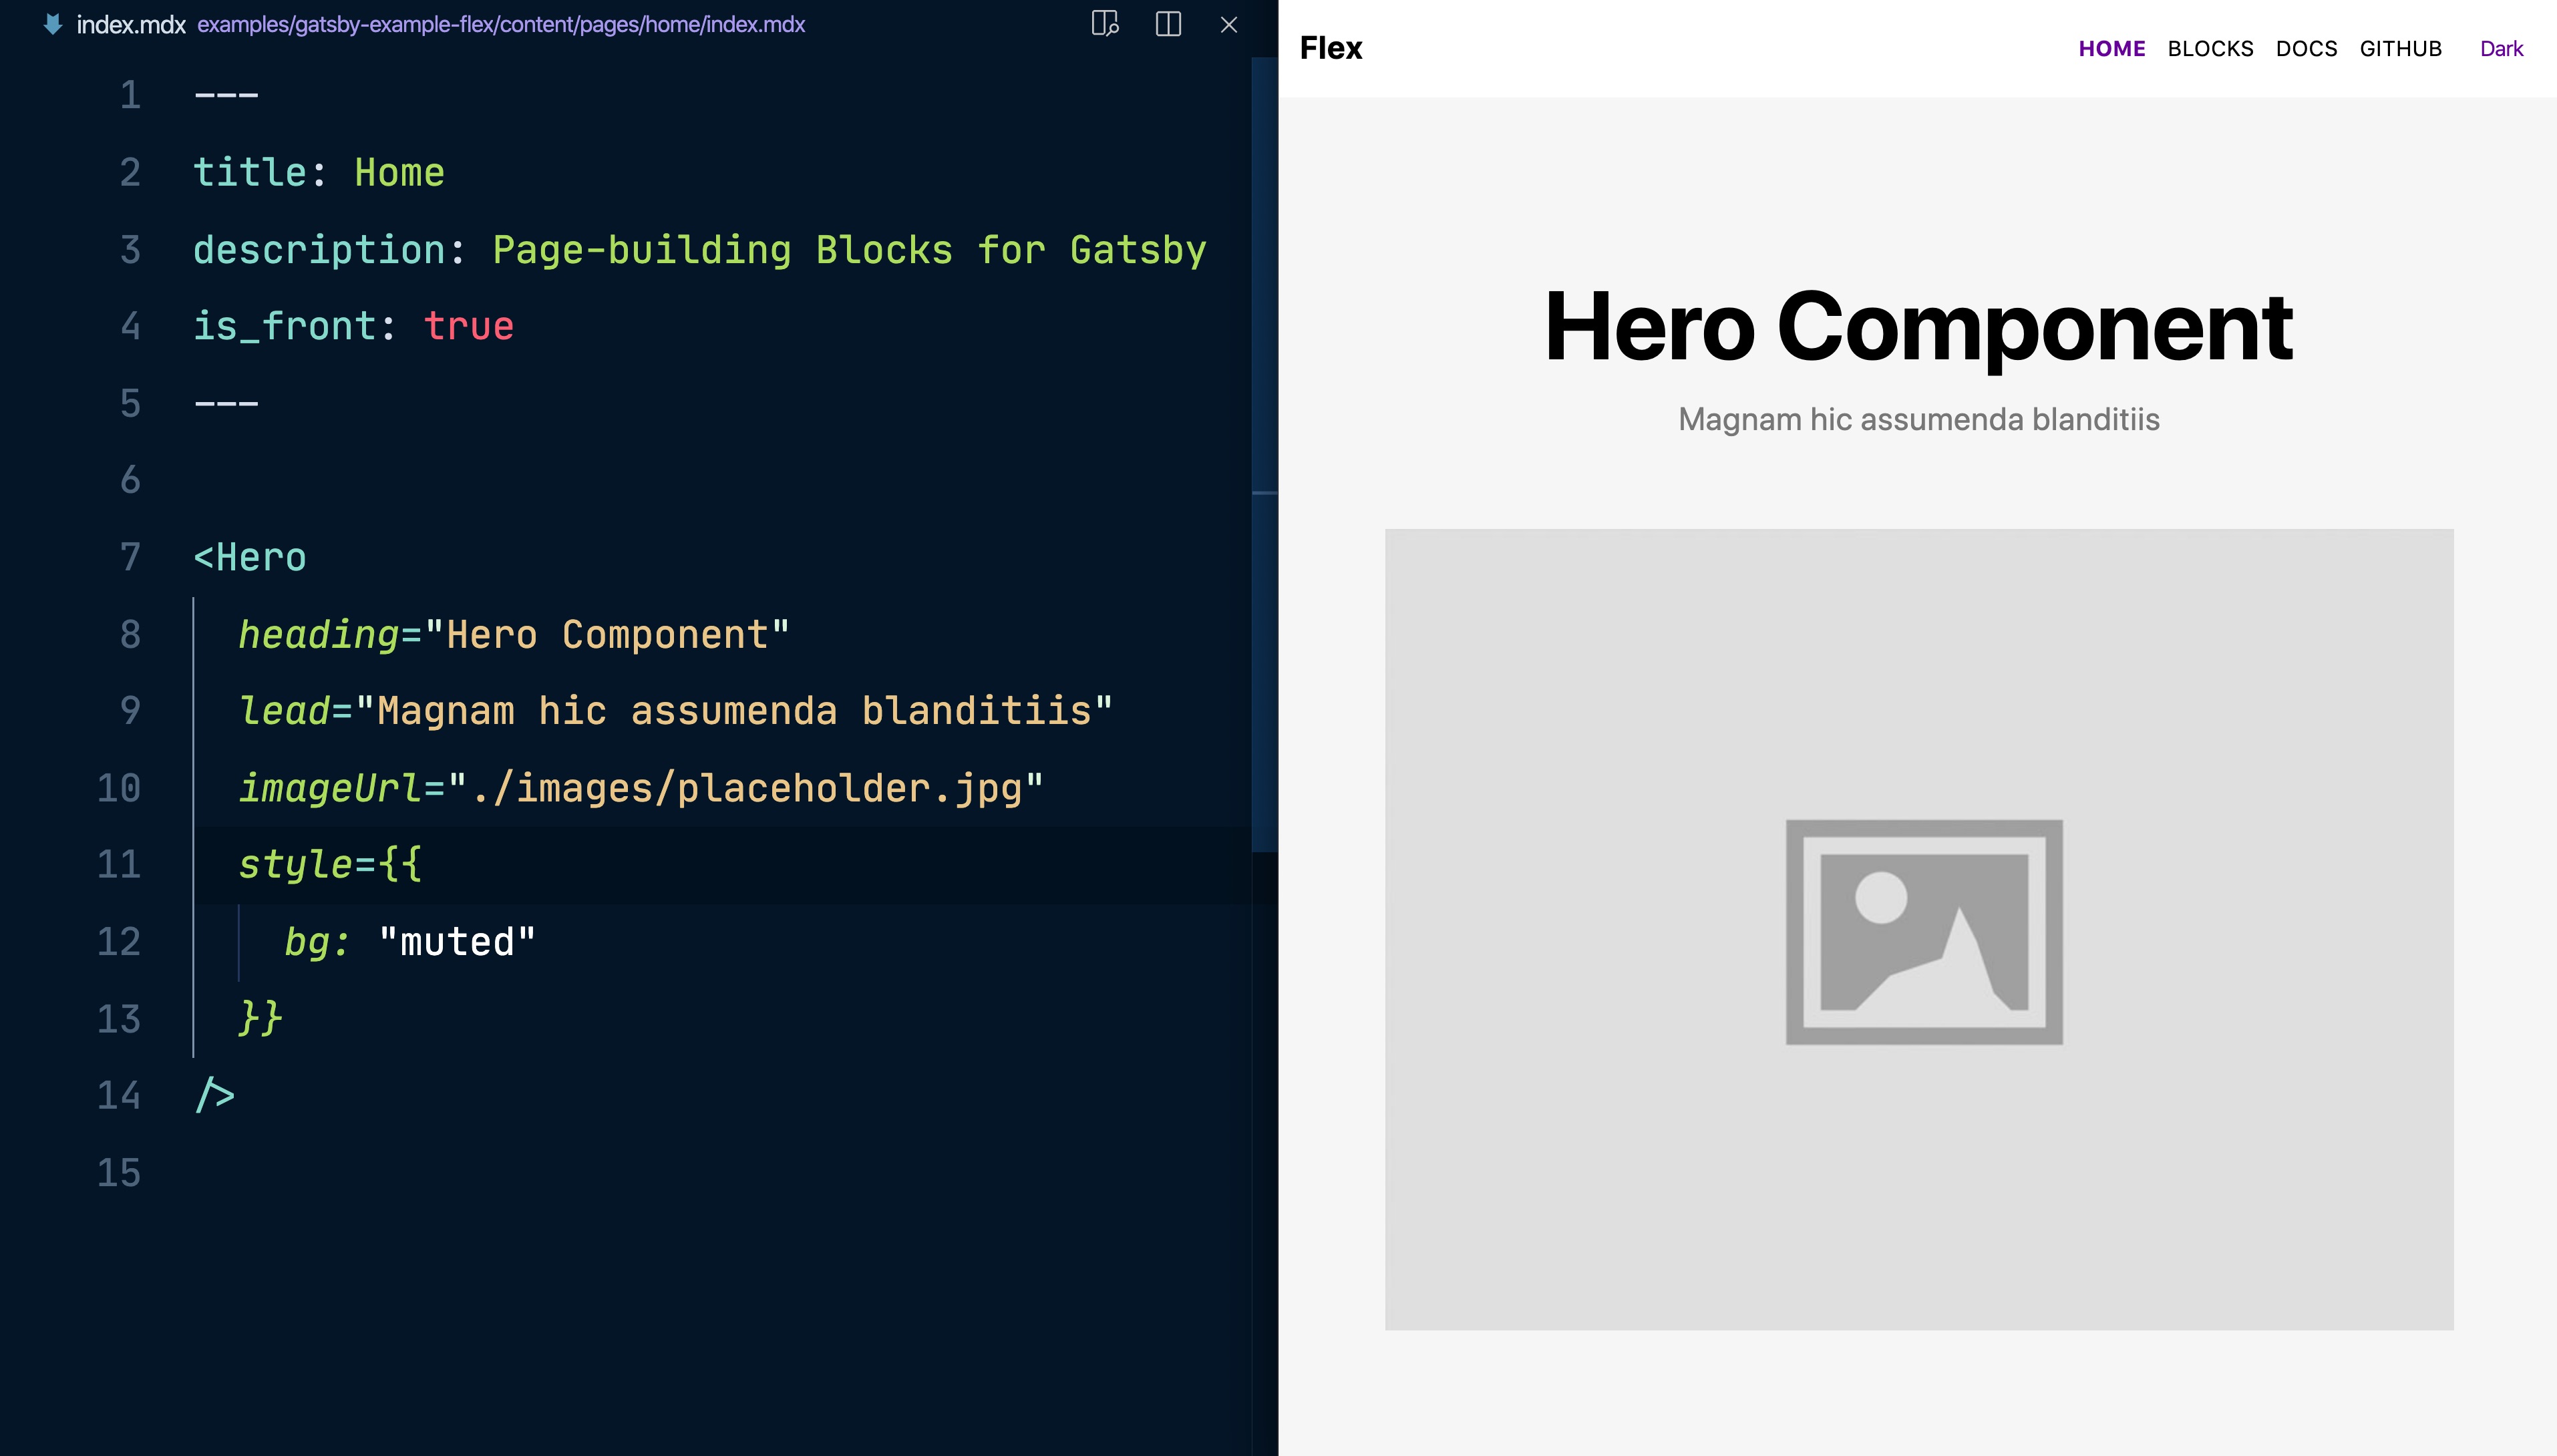 index.mdx examples/gatsby-example-flex/content/pages/home/index.mdx
1 ---
2 title: Home
3 description: Page-building Blocks for Gatsby
4 is_front: true
5 ---
6
7 <Hero
8 heading="Hero Component"
9 lead="Magnam hic assumenda blanditiis"
10 imageUrl="./images/placeholder.jpg"
11 style={{
12 bg: "muted"
13 }}
14 />
15
Flex HOME BLOCKS DOCS GITHUB Dark
Hero Component
Magnam hic assumenda blanditiis